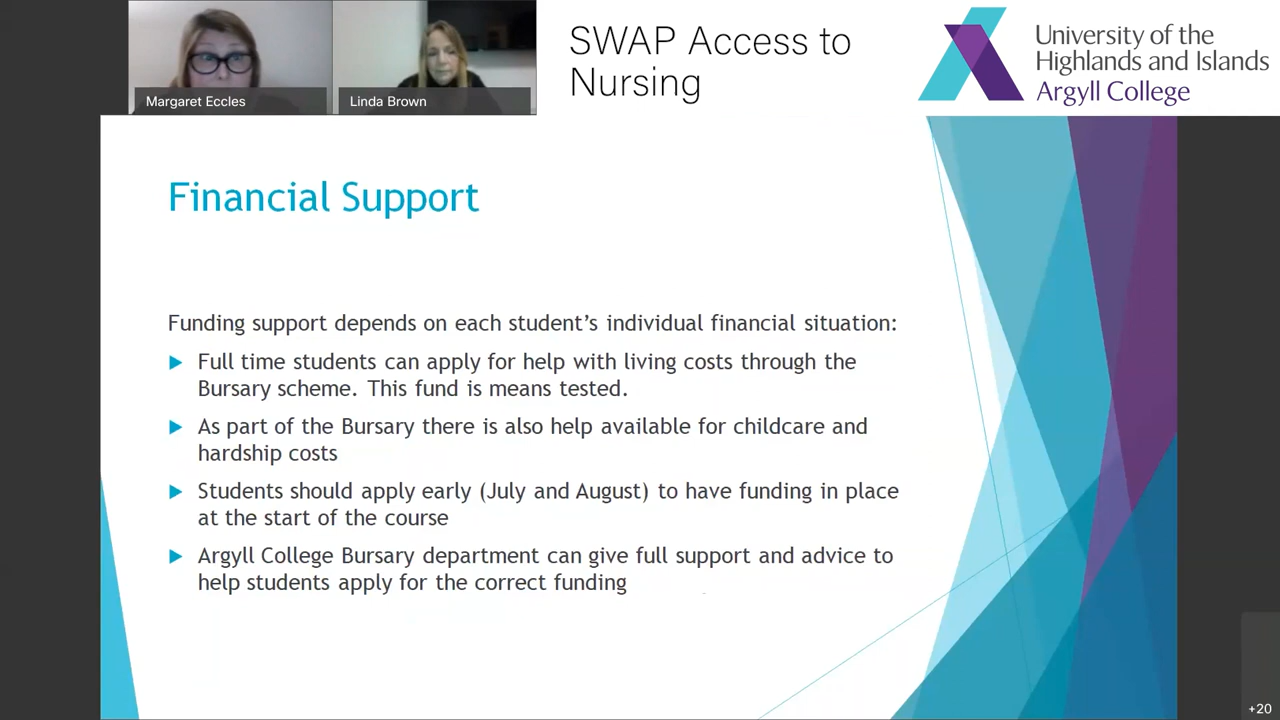 Margaret Eccles
Linda Brown
SWAP Access to
Nursing
University of the
Highlands and Islands
Argyll College
Financial Support
Funding support depends on each student’s individual financial situation:
Full time students can apply for help with living costs through the
Bursary scheme. This fund is means tested.
As part of the Bursary there is also help available for childcare and
hardship costs
Students should apply early (July and August) to have funding in place
at the start of the course
Argyll College Bursary department can give full support and advice to
help students apply for the correct funding
+20